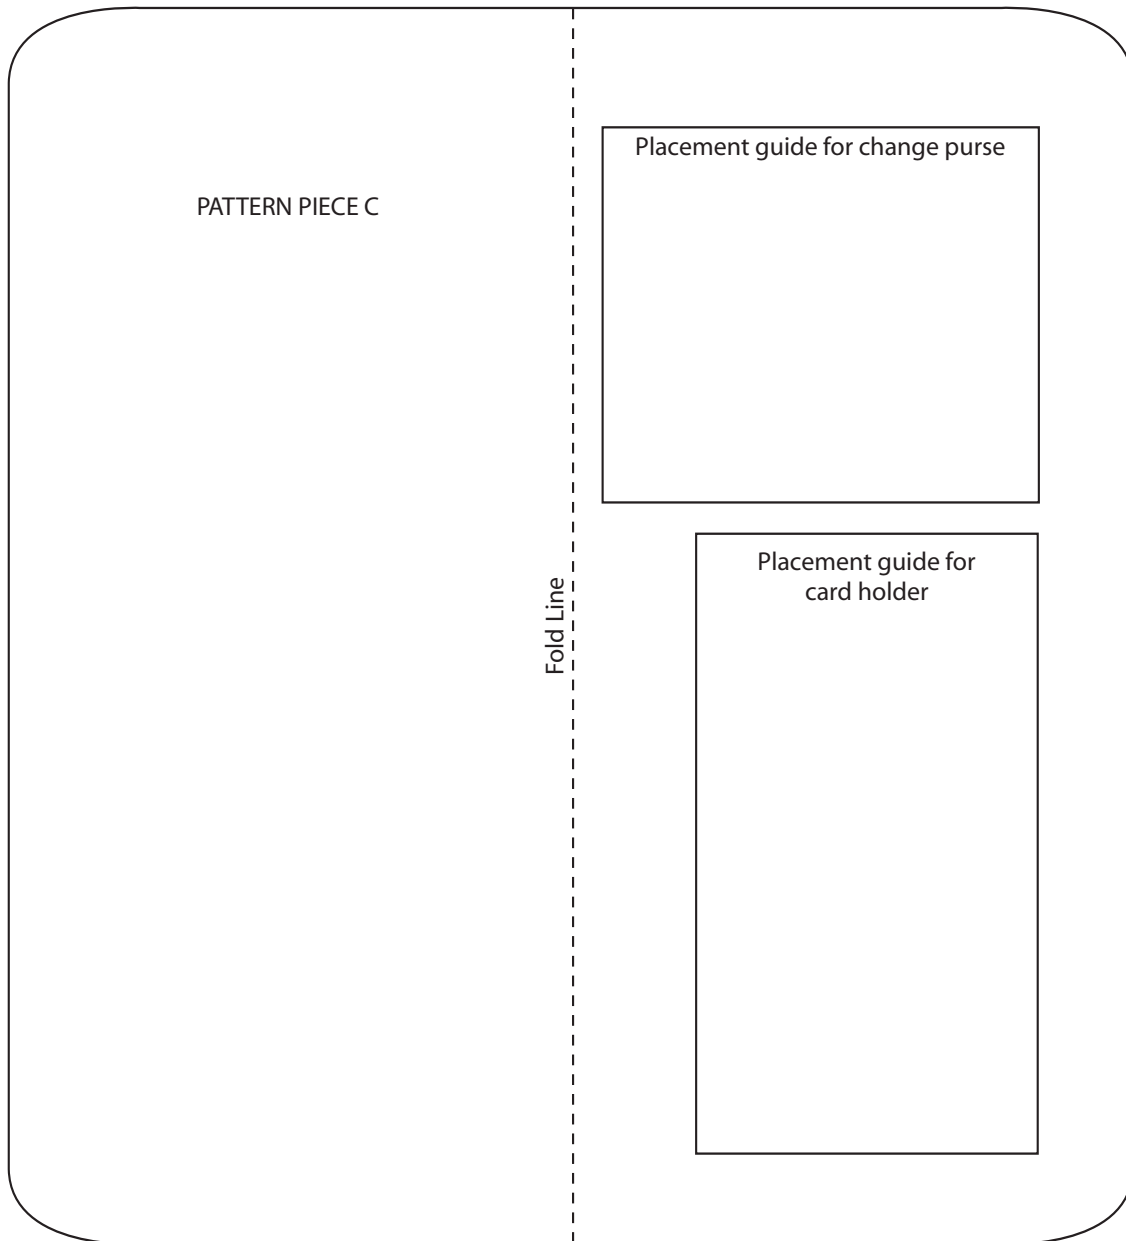 PATTERN PIECE C
Fold Line
Placement guide for change purse
Placement guide for
card holder